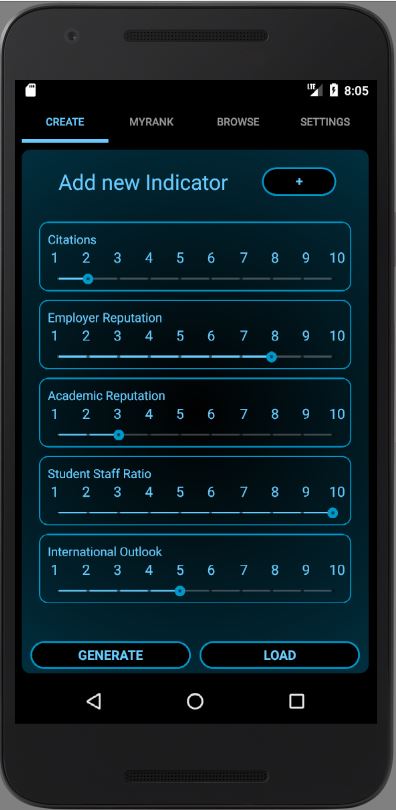 LTE 8:05
CREATE MYRANK BROWSE SETTINGS
Add new Indicator +
Citations
1 2 3 4 5 6 7 8 9 10
Employer Reputation
1 2 3 4 5 6 7 8 9 10
Academic Reputation
1 2 3 4 5 6 7 8 9 10
Student Staff Ratio
1 2 3 4 5 6 7 8 9 10
International Outlook
1 2 3 4 5 6 7 8 9 10
GENERATE LOAD